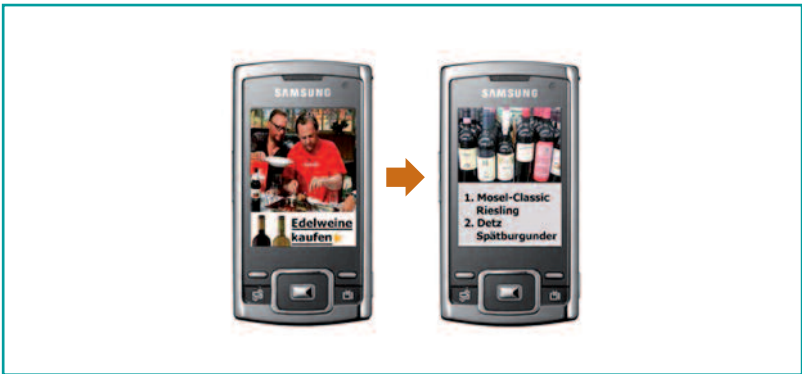 SAMSUNG
Edelweine
kaufen
SAMSUNG
1. Mosel-Classic
Riesling
2. Detz
Spätburgunder